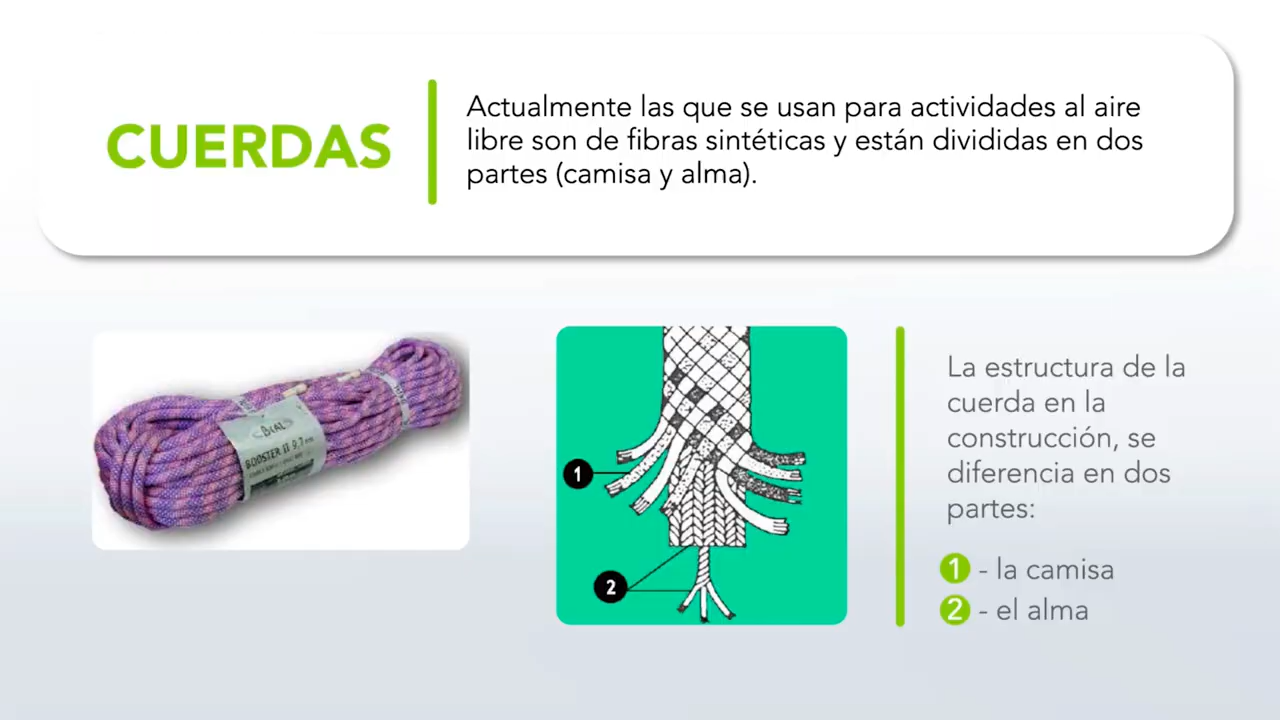 CUERDAS
Actualmente las que se usan para actividades al aire
libre son de fibras sintéticas y están divididas en dos
partes (camisa y alma).
BEAL
BOOSTER II 9.7 mm
1
2
La estructura de la
cuerda en la
construcción, se
diferencia en dos
partes:
1 - la camisa
2 - el alma